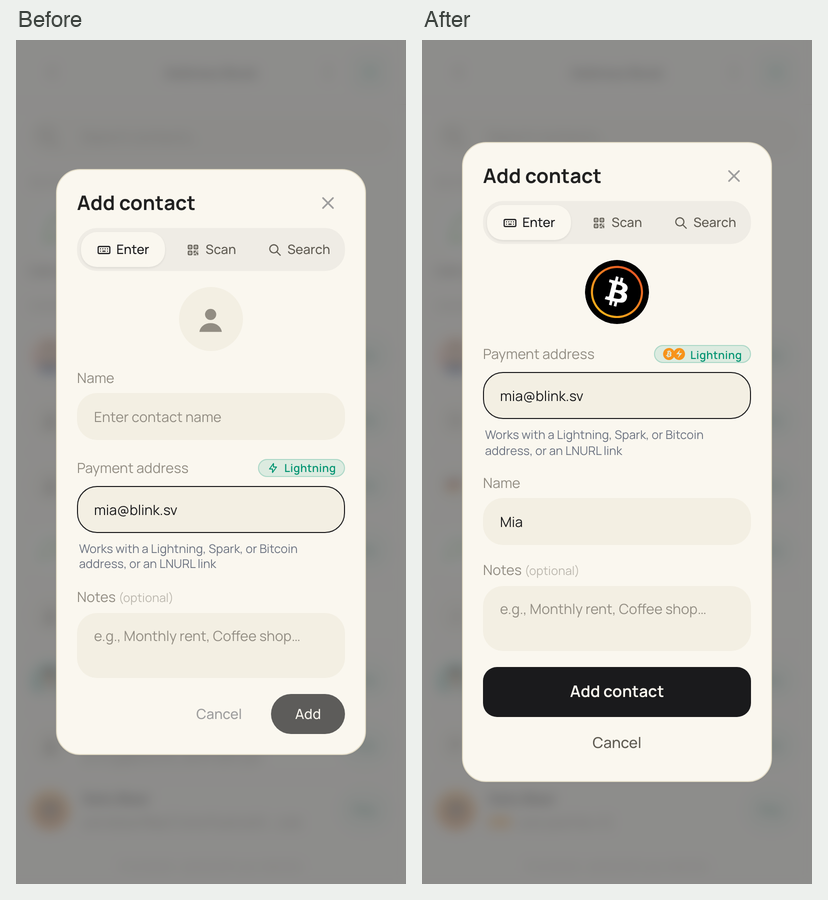 Before
Add contact
Enter
Scan
Search
Name
Enter contact name
Payment address
Lightning
mia@blink.sv
Works with a Lightning, Spark, or Bitcoin
address, or an LNURL link
Notes (optional)
e.g., Monthly rent, Coffee shop...
Cancel
Add
After
Add contact
Enter
Scan
Search
Payment address
Lightning
mia@blink.sv
Works with a Lightning, Spark, or Bitcoin
address, or an LNURL link
Name
Mia
Notes (optional)
e.g., Monthly rent, Coffee shop...
Add contact
Cancel